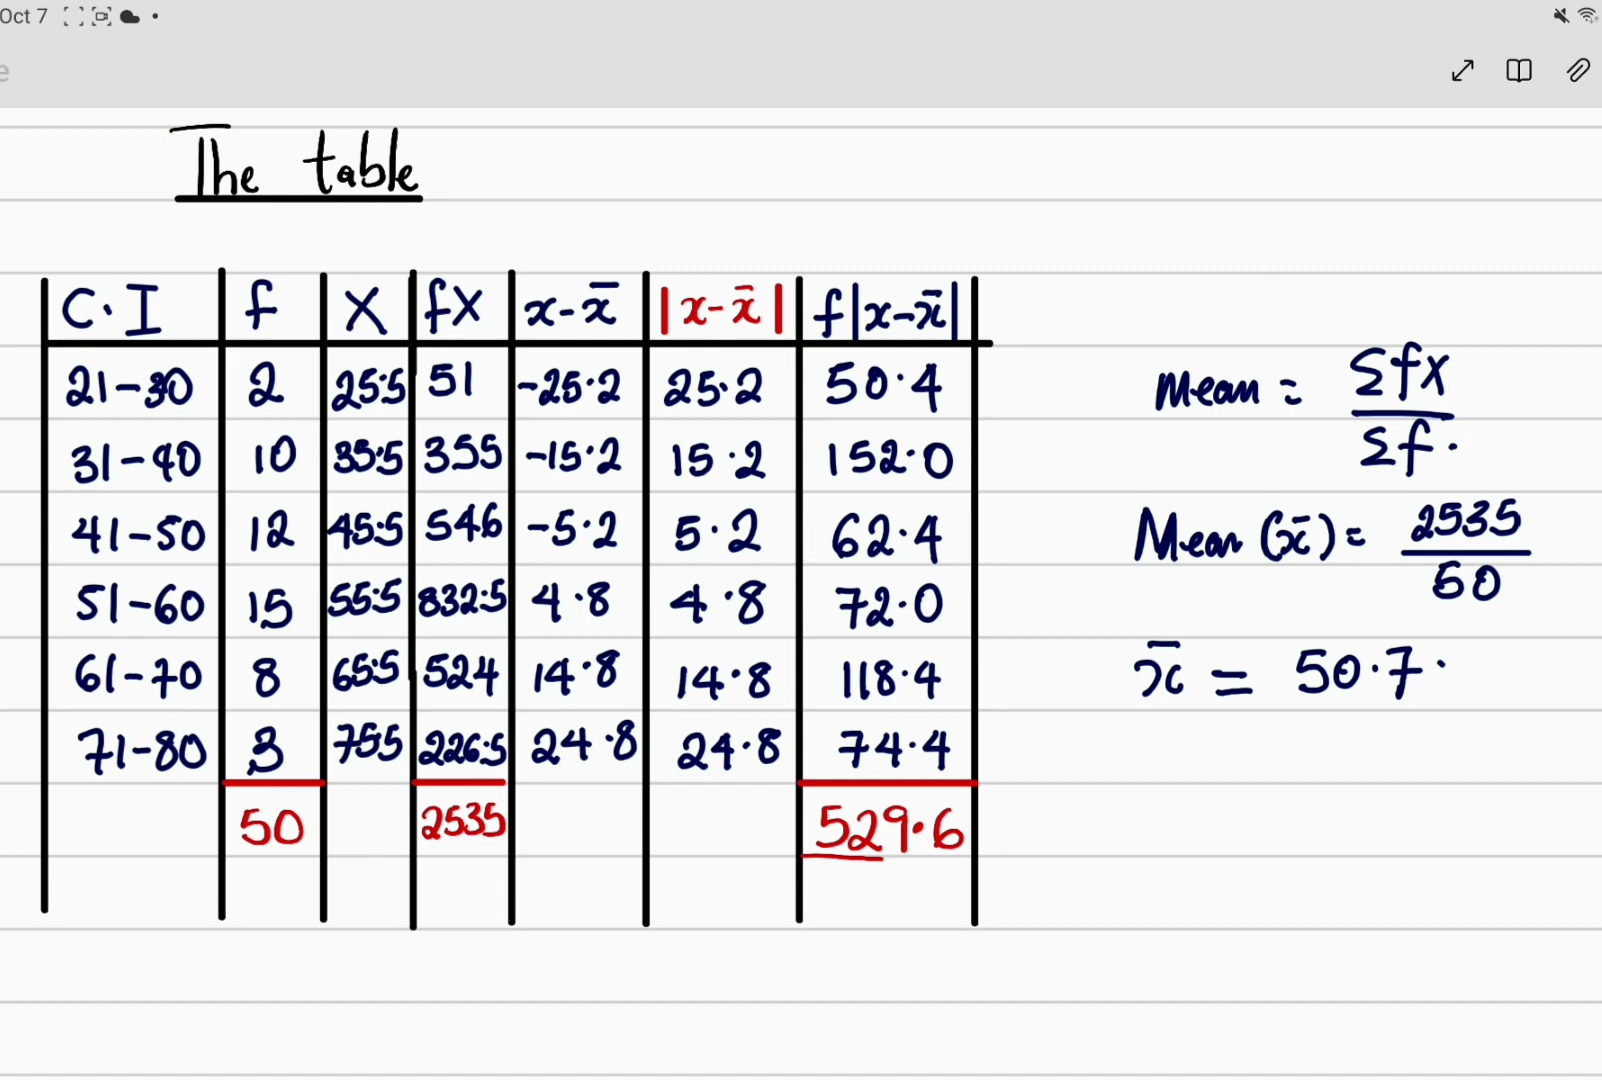 Oct 7
e
The table
C.I f X fX x-x̄ |x-x̄| f|x-x̄|
21-30 2 25.5 51 -25.2 25.2 50.4
31-40 10 35.5 355 -15.2 15.2 152.0
41-50 12 45.5 546 -5.2 5.2 62.4
51-60 15 55.5 832.5 4.8 4.8 72.0
61-70 8 65.5 524 14.8 14.8 118.4
71-80 3 75.5 226.5 24.8 24.8 74.4
50 2535 529.6
Mean = ΣfX
Σf.
Mean (x̄) = 2535
50
x̄ = 50.7.